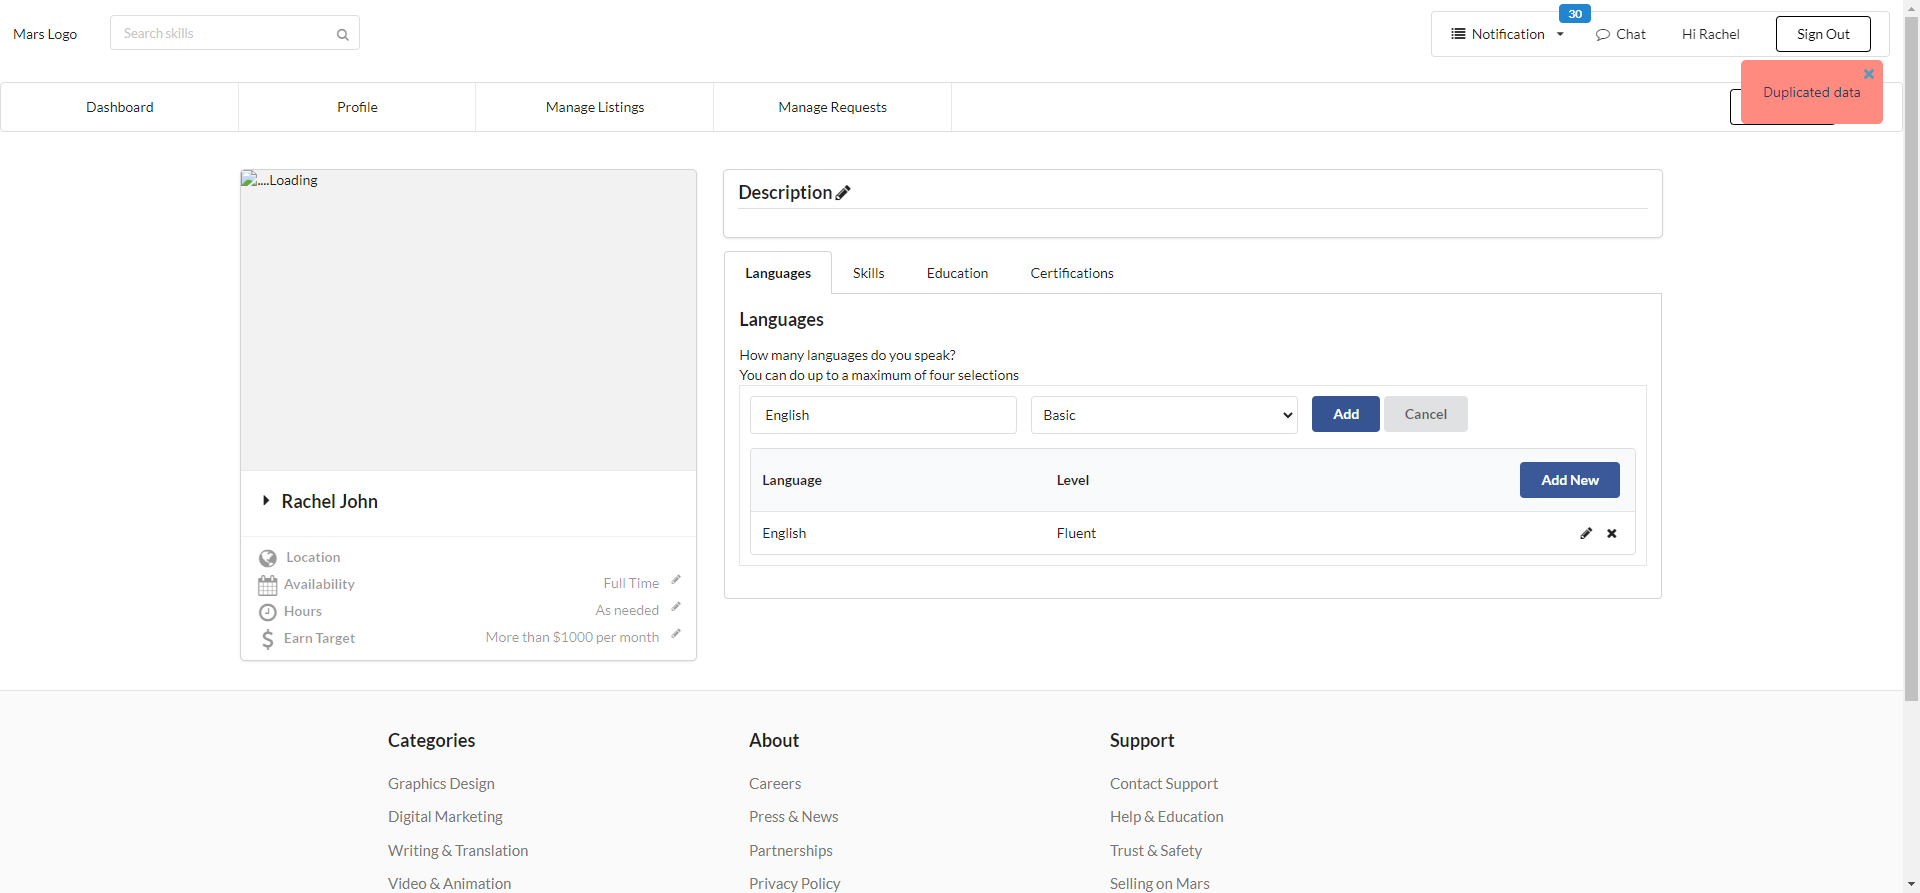 Mars Logo
Search skills
30
Notification
Chat
Hi Rachel
Sign Out
Duplicated data
Dashboard
Profile
Manage Listings
Manage Requests
....Loading
Description
Languages
Skills
Education
Certifications
Languages
How many languages do you speak?
You can do up to a maximum of four selections
English
Basic
Add
Cancel
Language
Level
Add New
English
Fluent
Rachel John
Location
Availability
Full Time
Hours
As needed
Earn Target
More than $1000 per month
Categories
About
Support
Graphics Design
Careers
Contact Support
Digital Marketing
Press & News
Help & Education
Writing & Translation
Partnerships
Trust & Safety
Video & Animation
Privacy Policy
Selling on Mars